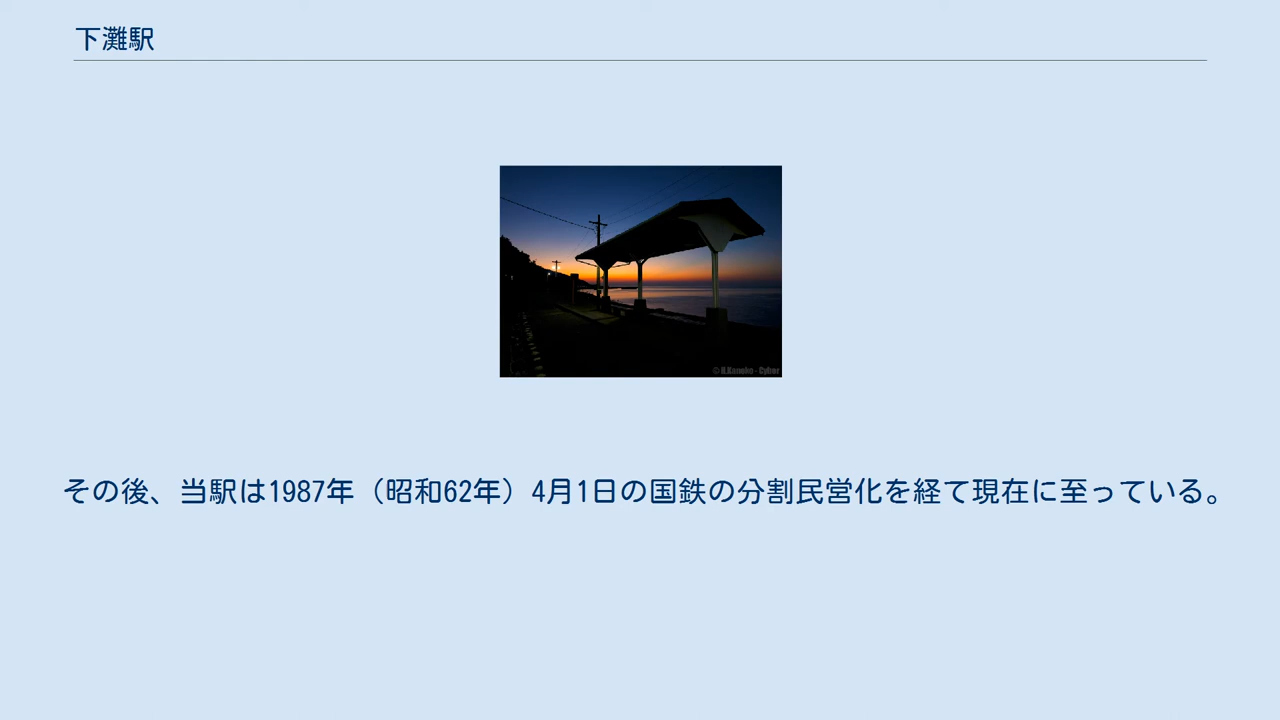 下灘駅
© H.Kaneko - Cyber
その後、当駅は1987年（昭和62年）4月1日の国鉄の分割民営化を経て現在に至っている。